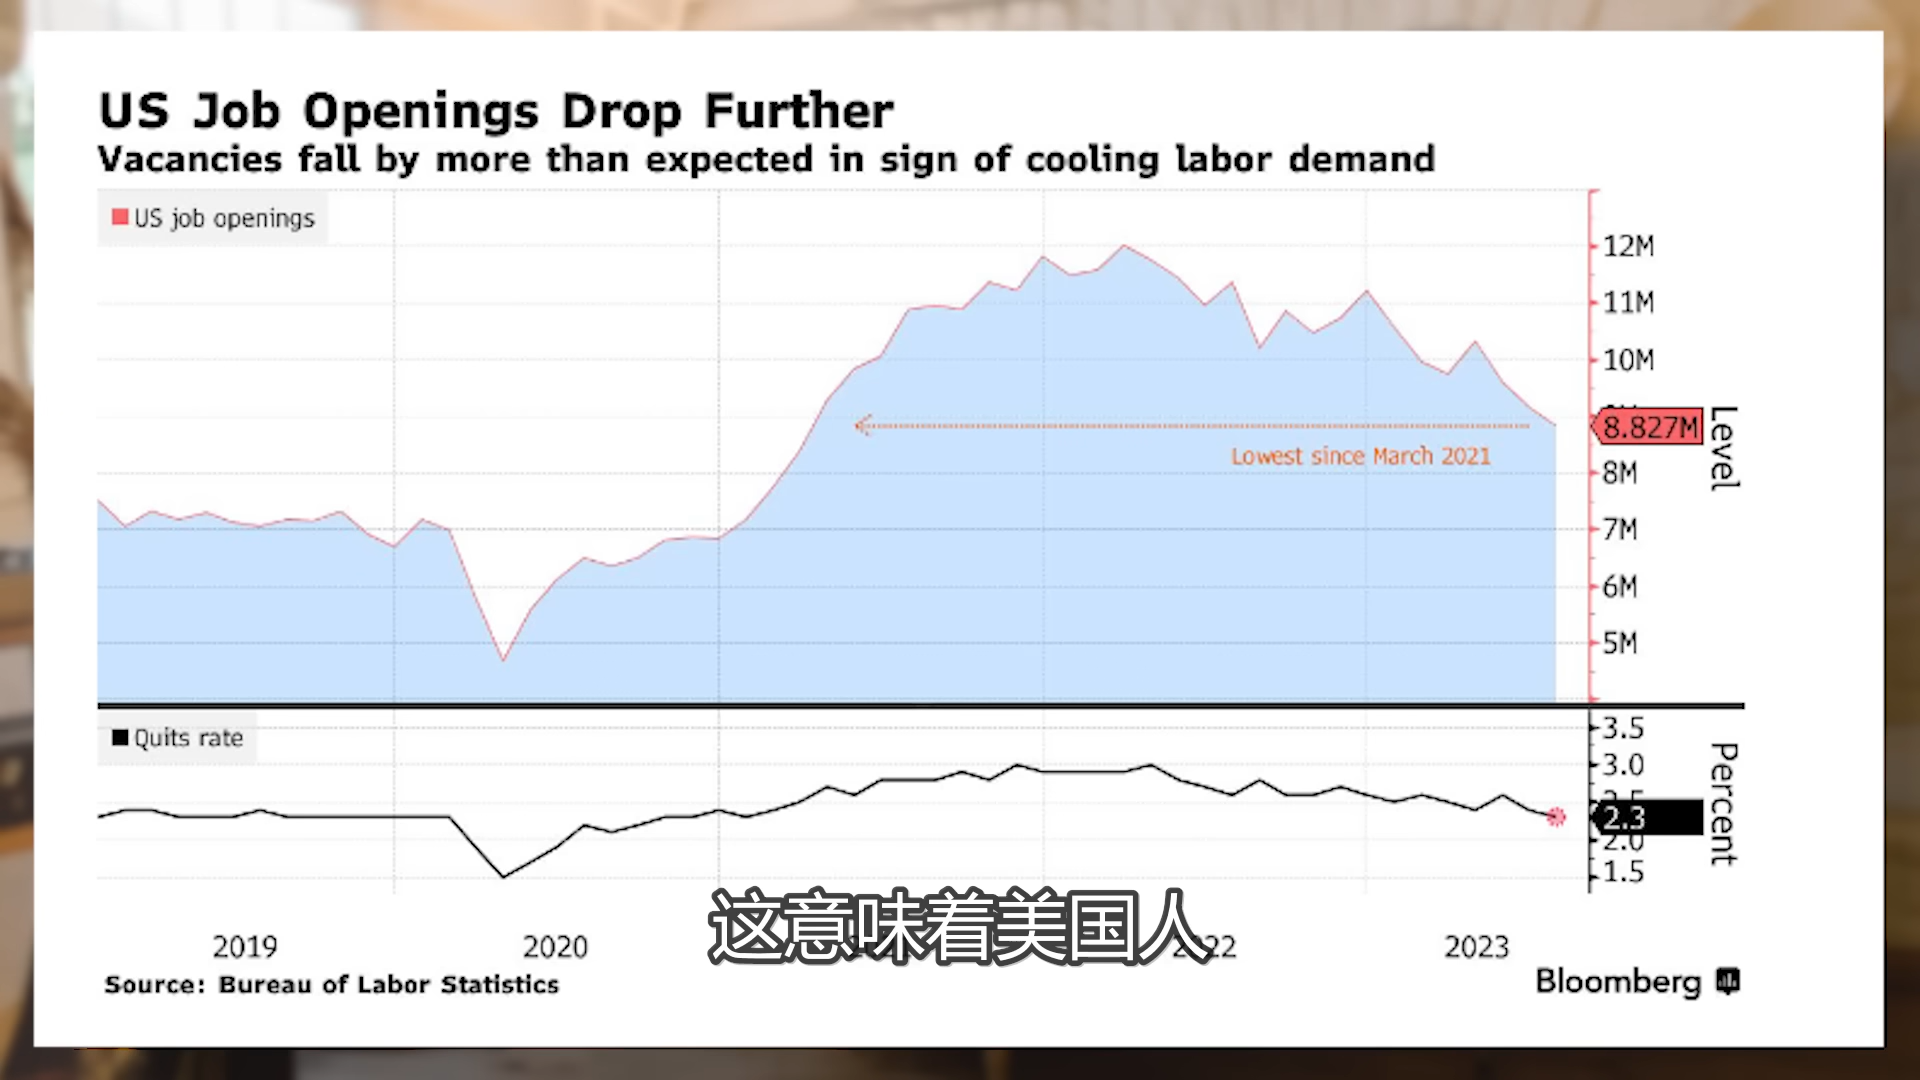 US Job Openings Drop Further
Vacancies fall by more than expected in sign of cooling labor demand
US job openings
12M
11M
10M
8.827M
Level
Lowest since March 2021
8M
7M
6M
5M
Quits rate
3.5
3.0
2.3
2.0
1.5
Percent
这意味着美国人
2019
2020
2022
2023
Source: Bureau of Labor Statistics
Bloomberg